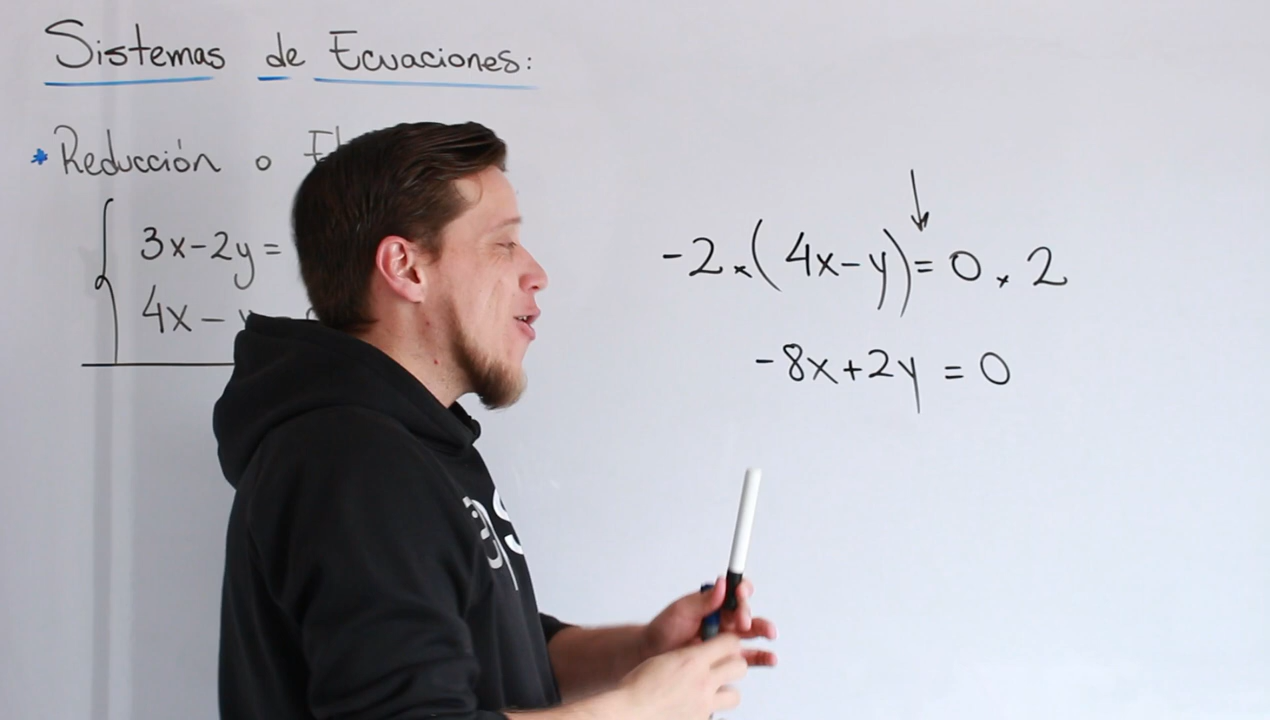 Sistemas de Ecuaciones:
* Reducción o
3x-2y=
4x-
-2×(4x-y)=0×2
-8x+2y=0